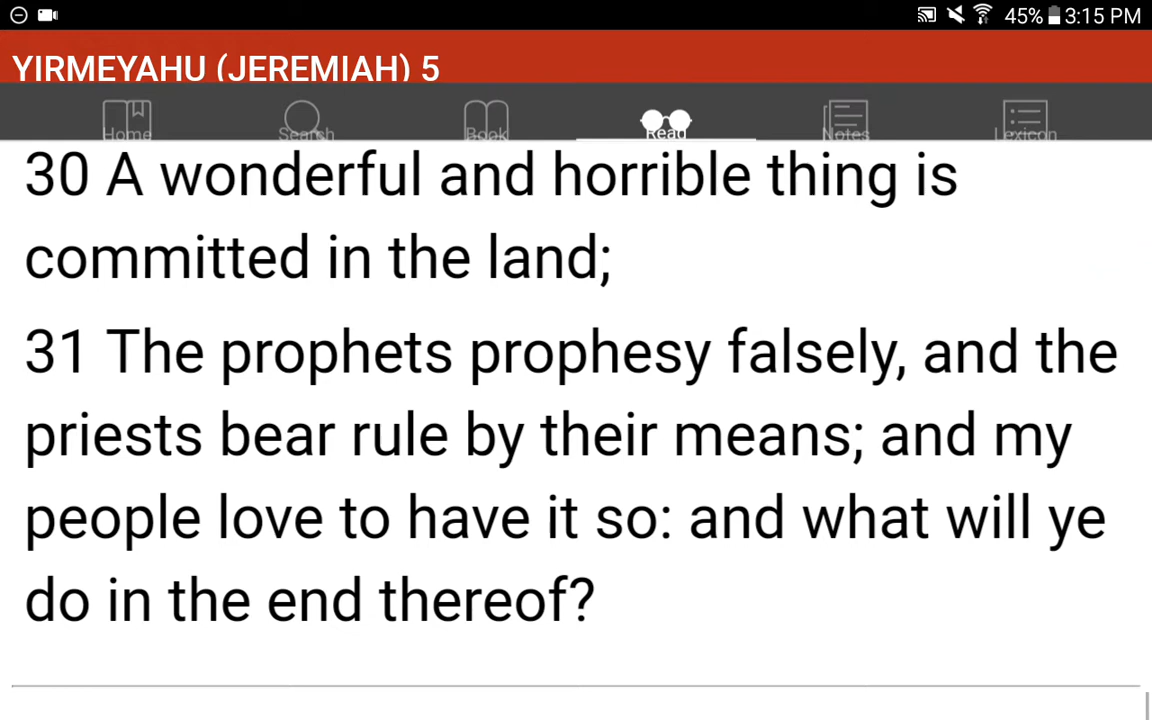 45% 3:15 PM
YIRMEYAHU (JEREMIAH) 5
Home Search Book Read Notes Lexicon
30 A wonderful and horrible thing is
committed in the land;
31 The prophets prophesy falsely, and the
priests bear rule by their means; and my
people love to have it so: and what will ye
do in the end thereof?